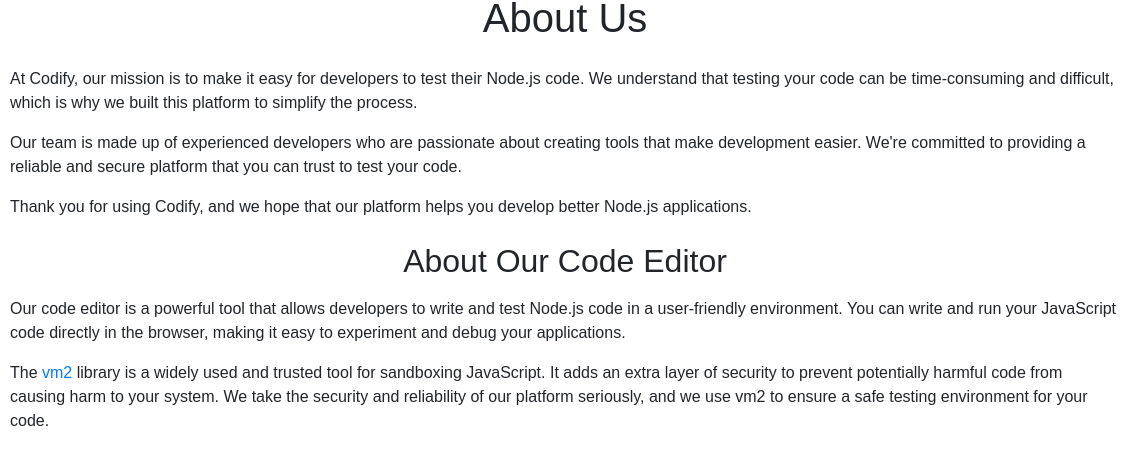 About Us
At Codify, our mission is to make it easy for developers to test their Node.js code. We understand that testing your code can be time-consuming and difficult,
which is why we built this platform to simplify the process.
Our team is made up of experienced developers who are passionate about creating tools that make development easier. We're committed to providing a
reliable and secure platform that you can trust to test your code.
Thank you for using Codify, and we hope that our platform helps you develop better Node.js applications.
About Our Code Editor
Our code editor is a powerful tool that allows developers to write and test Node.js code in a user-friendly environment. You can write and run your JavaScript
code directly in the browser, making it easy to experiment and debug your applications.
The vm2 library is a widely used and trusted tool for sandboxing JavaScript. It adds an extra layer of security to prevent potentially harmful code from
causing harm to your system. We take the security and reliability of our platform seriously, and we use vm2 to ensure a safe testing environment for your
code.